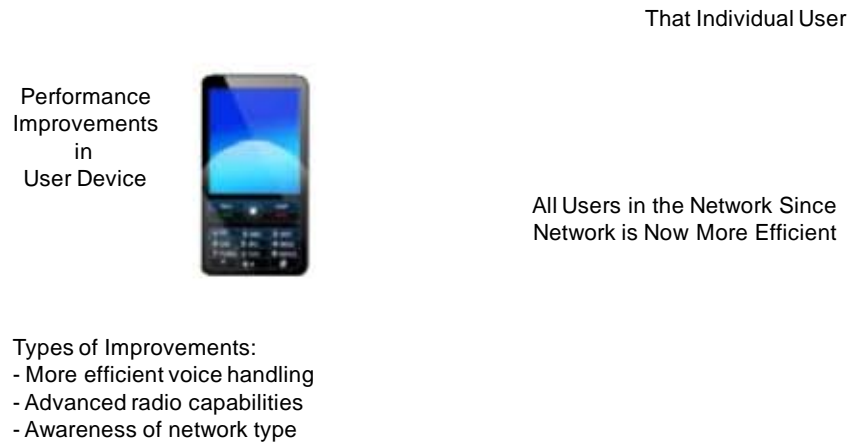 That Individual User
Performance
Improvements
in
User Device
All Users in the Network Since
Network is Now More Efficient
Types of Improvements:
- More efficient voice handling
- Advanced radio capabilities
- Awareness of network type